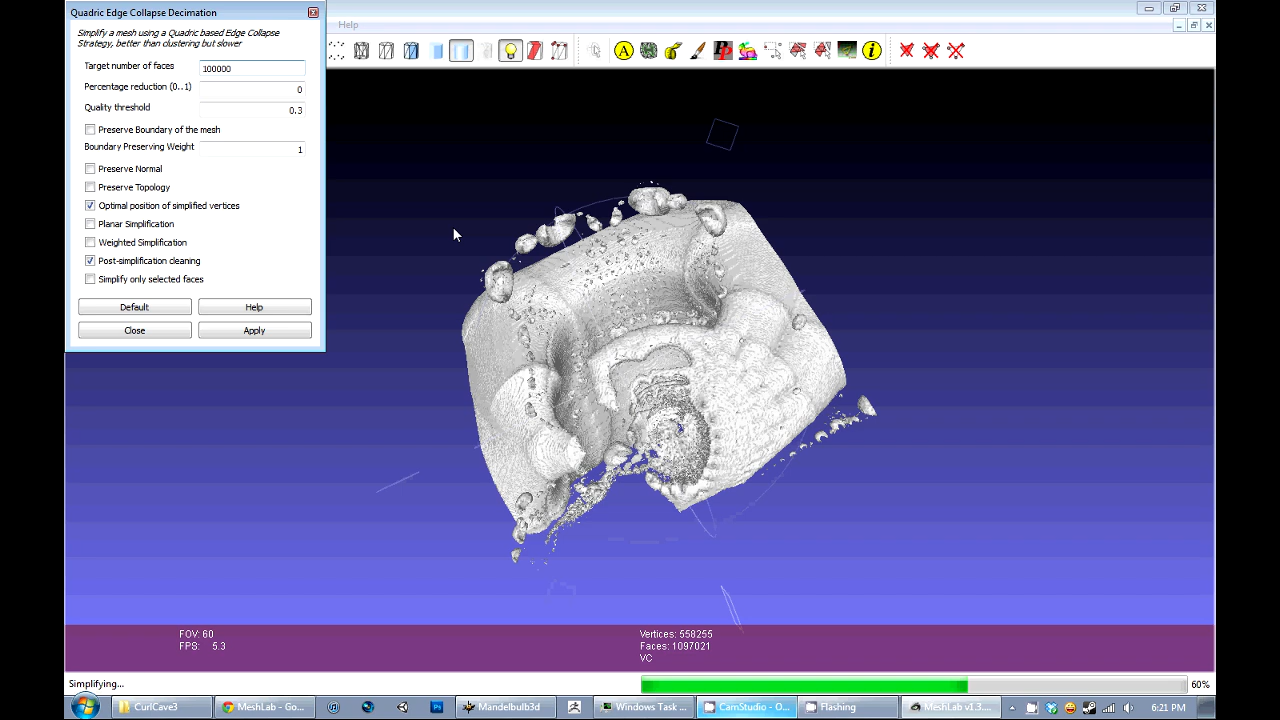 Quadric Edge Collapse Decimation
Simplify a mesh using a Quadric based Edge Collapse
Strategy, better than clustering but slower
Target number of faces 100000
Percentage reduction (0..1) 0
Quality threshold 0.3
Preserve Boundary of the mesh
Boundary Preserving Weight 1
Preserve Normal
Preserve Topology
Optimal position of simplified vertices
Planar Simplification
Weighted Simplification
Post-simplification cleaning
Simplify only selected faces
Default Help
Close Apply
Help
A
PP
i
FOV: 60
FPS: 5.3
Vertices: 558255
Faces: 1097021
VC
Simplifying... 60%
CurlCave3 MeshLab - Go... Ps Mandelbulb3d Windows Task ... CamStudio - O... Flashing MeshLab v1.3.... 6:21 PM